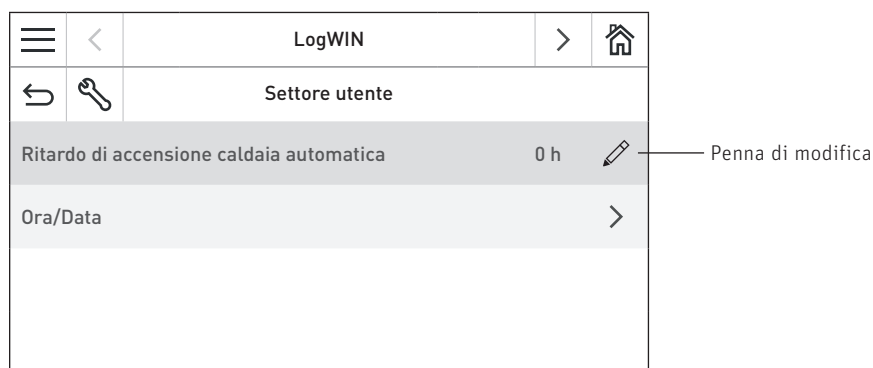 LogWIN
Settore utente
Ritardo di accensione caldaia automatica 0 h
Penna di modifica
Ora/Data